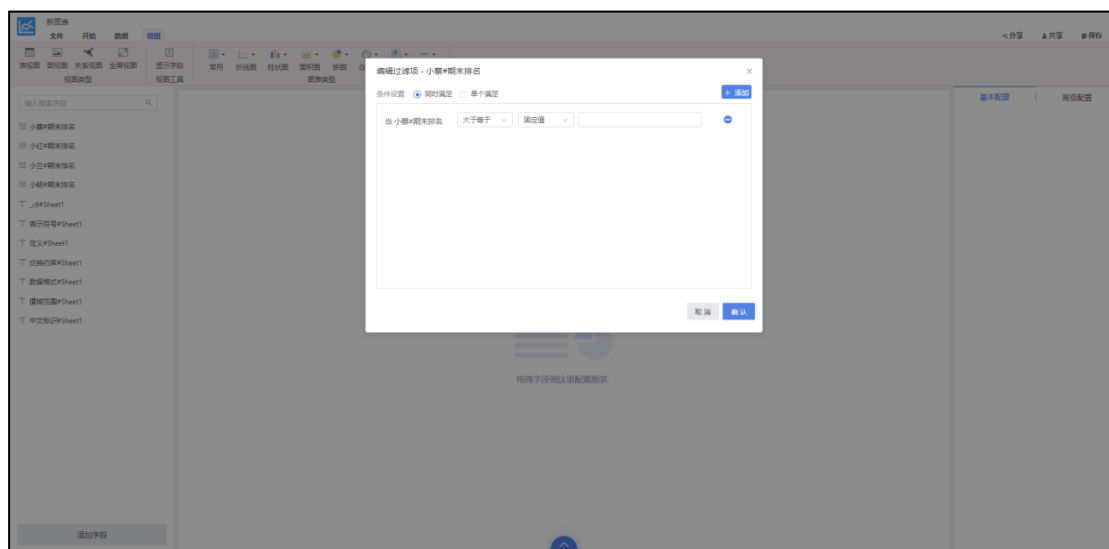 新图表
文件 开始 数据 视图
<分享 共享 保存
表视图 图视图 关系视图 全屏视图 显示字段 常用 折线图 柱状图 面积图 饼图
视图类型 视图工具 图表类型
输入搜索字段
小蔡#期末排名
小红#期末排名
小兰#期末排名
小明#期末排名
_c6#Sheet1
表示符号#Sheet1
定义#Sheet1
交换约束#Sheet1
数据格式#Sheet1
值域范围#Sheet1
中文标识#Sheet1
添加字段
编辑过滤项 - 小蔡#期末排名 ×
条件设置 同时满足 单个满足 + 添加
当 小蔡#期末排名 大于等于 固定值
取消 确认
拖拽字段到这里配置图表
基本配置 高级配置